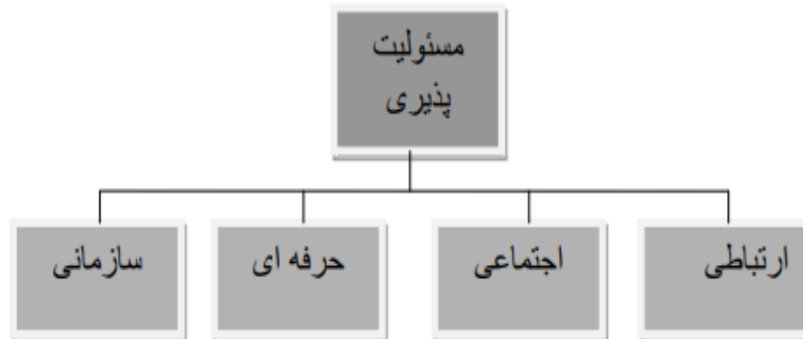 مسئولیت
پذیری
ارتباطی
اجتماعی
حرفه ای
سازمانی